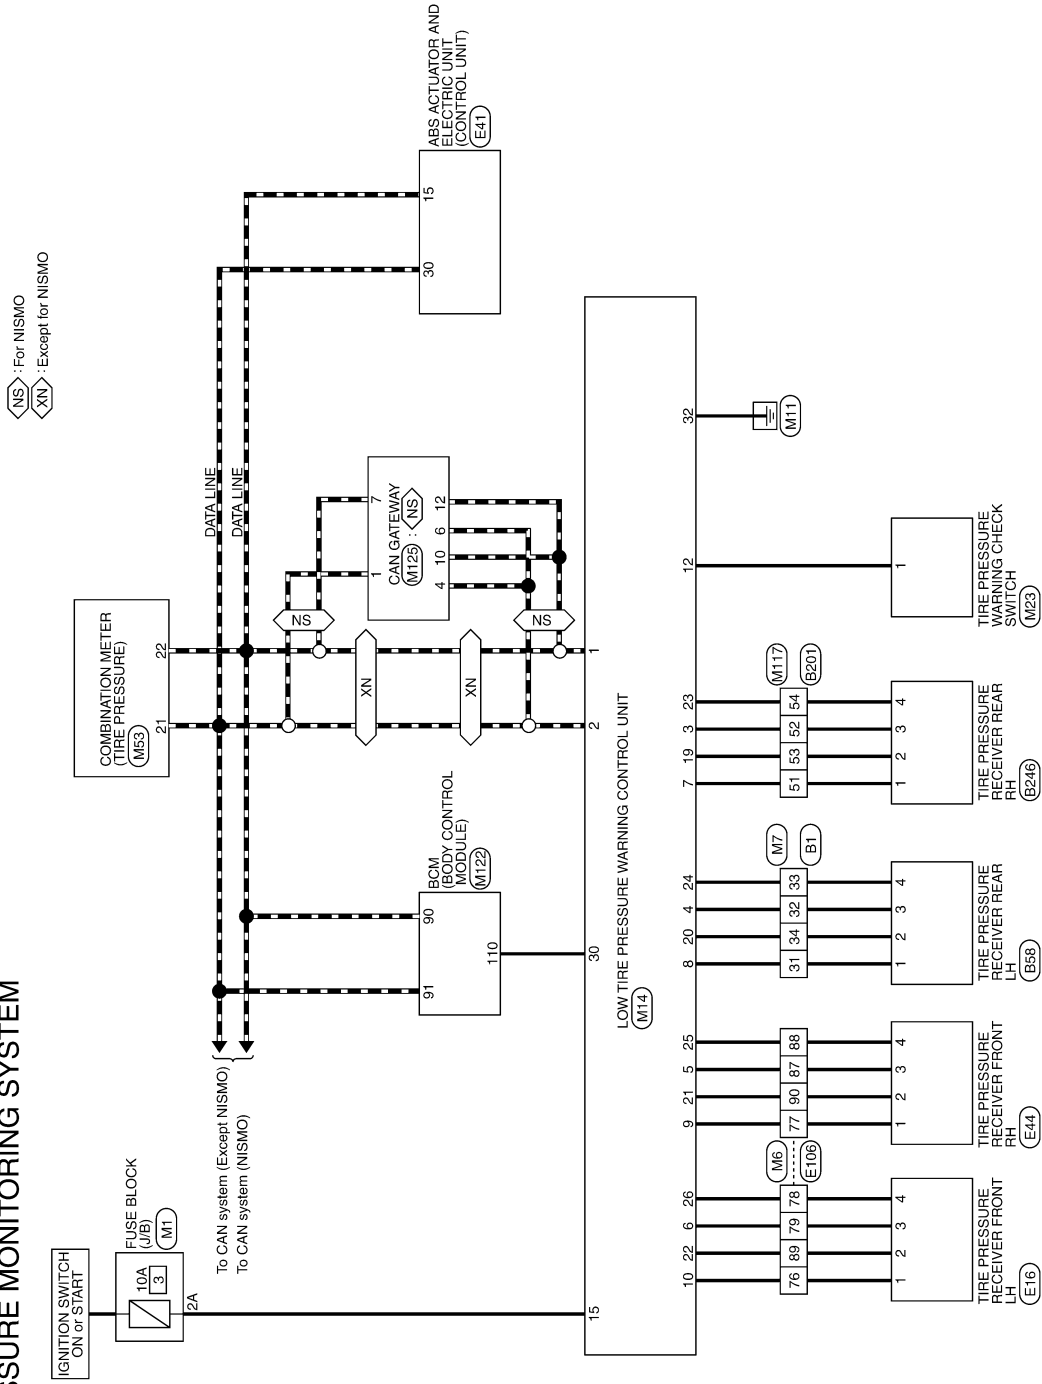 SSURE MONITORING SYSTEM
NS : For NISMO
XN : Except for NISMO
IGNITION SWITCH
ON or START
FUSE BLOCK
(J/B)
M1
10A
3
2A
To CAN system (Except NISMO)
To CAN system (NISMO)
COMBINATION METER
(TIRE PRESSURE)
M53
21
22
DATA LINE
DATA LINE
BCM
(BODY CONTROL
MODULE)
M122
91
90
110
NS
XN
XN
NS
CAN GATEWAY
M125 : NS
1
7
4
10
6
12
ABS ACTUATOR AND
ELECTRIC UNIT
(CONTROL UNIT)
E41
30
15
15
30
2
1
LOW TIRE PRESSURE WARNING CONTROL UNIT
M14
10
22
6
26
9
21
5
25
8
20
4
24
7
19
3
23
12
32
76
89
79
78
M6
E106
77
90
87
88
31
34
32
33
M7
B1
51
53
52
54
M117
B201
M11
1
2
3
4
TIRE PRESSURE
RECEIVER FRONT
LH
E16
1
2
3
4
TIRE PRESSURE
RECEIVER FRONT
RH
E44
1
2
3
4
TIRE PRESSURE
RECEIVER REAR
LH
B58
1
2
3
4
TIRE PRESSURE
RECEIVER REAR
RH
B246
1
TIRE PRESSURE
WARNING CHECK
SWITCH
M23